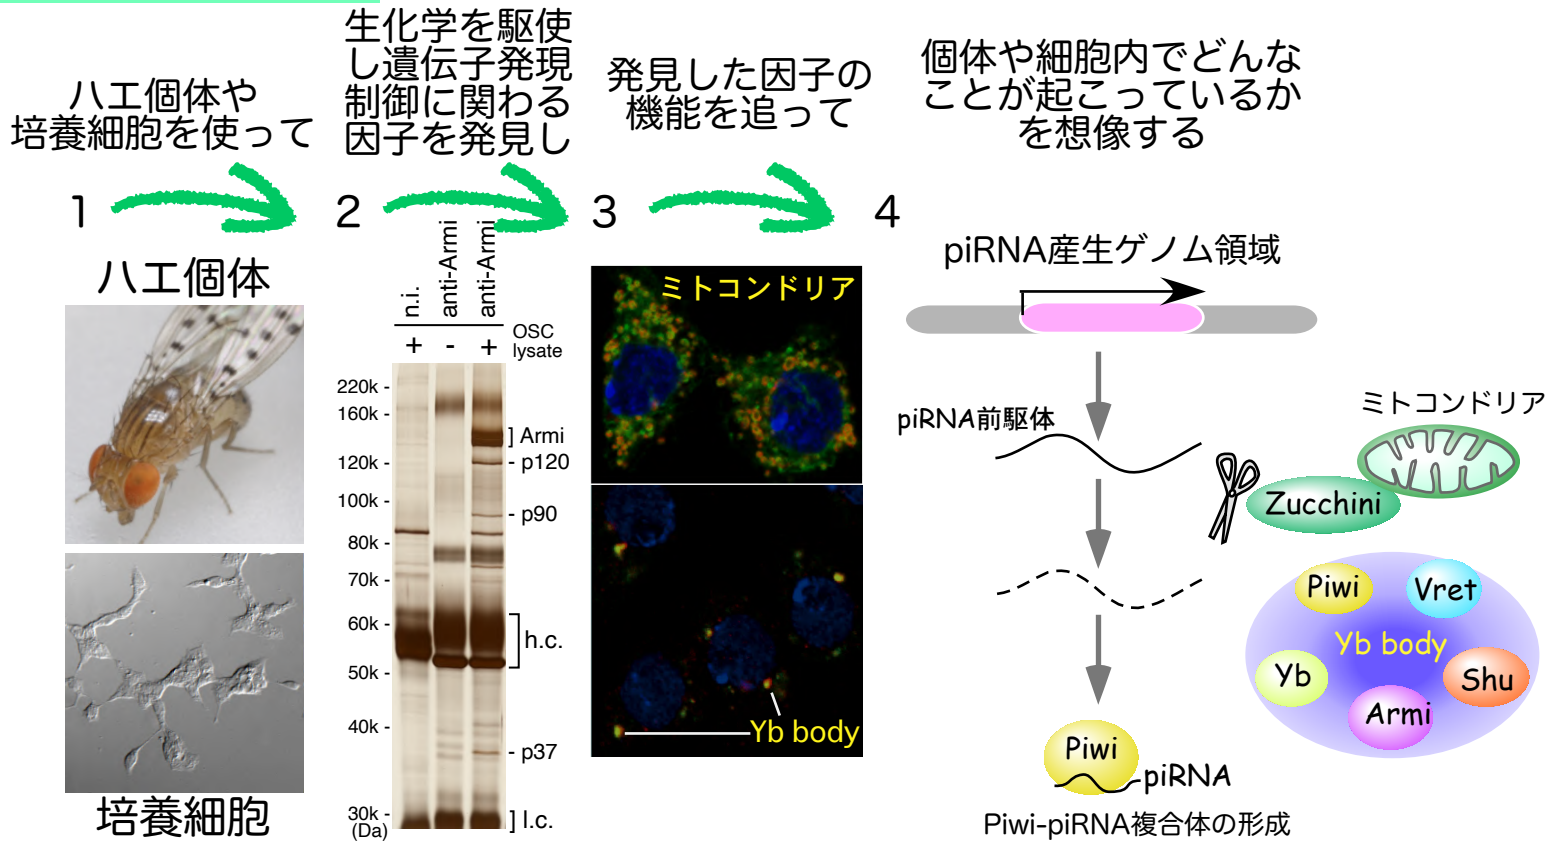 ハエ個体や
培養細胞を使って
生化学を駆使
し遺伝子発現
制御に関わる
因子を発見し
発見した因子の
機能を追って
個体や細胞内でどんな
ことが起こっているか
を想像する
1
2
3
4
ハエ個体
培養細胞
n.i.
anti-Armi
anti-Armi
+ - + OSC lysate
220k -
160k -
120k -
100k -
80k -
70k -
60k -
50k -
40k -
30k -
(Da)
] Armi
- p120
- p90
h.c.
- p37
] l.c.
ミトコンドリア
Yb body
piRNA産生ゲノム領域
piRNA前駆体
ミトコンドリア
Zucchini
Piwi
Vret
Yb body
Yb
Shu
Armi
Piwi
piRNA
Piwi-piRNA複合体の形成